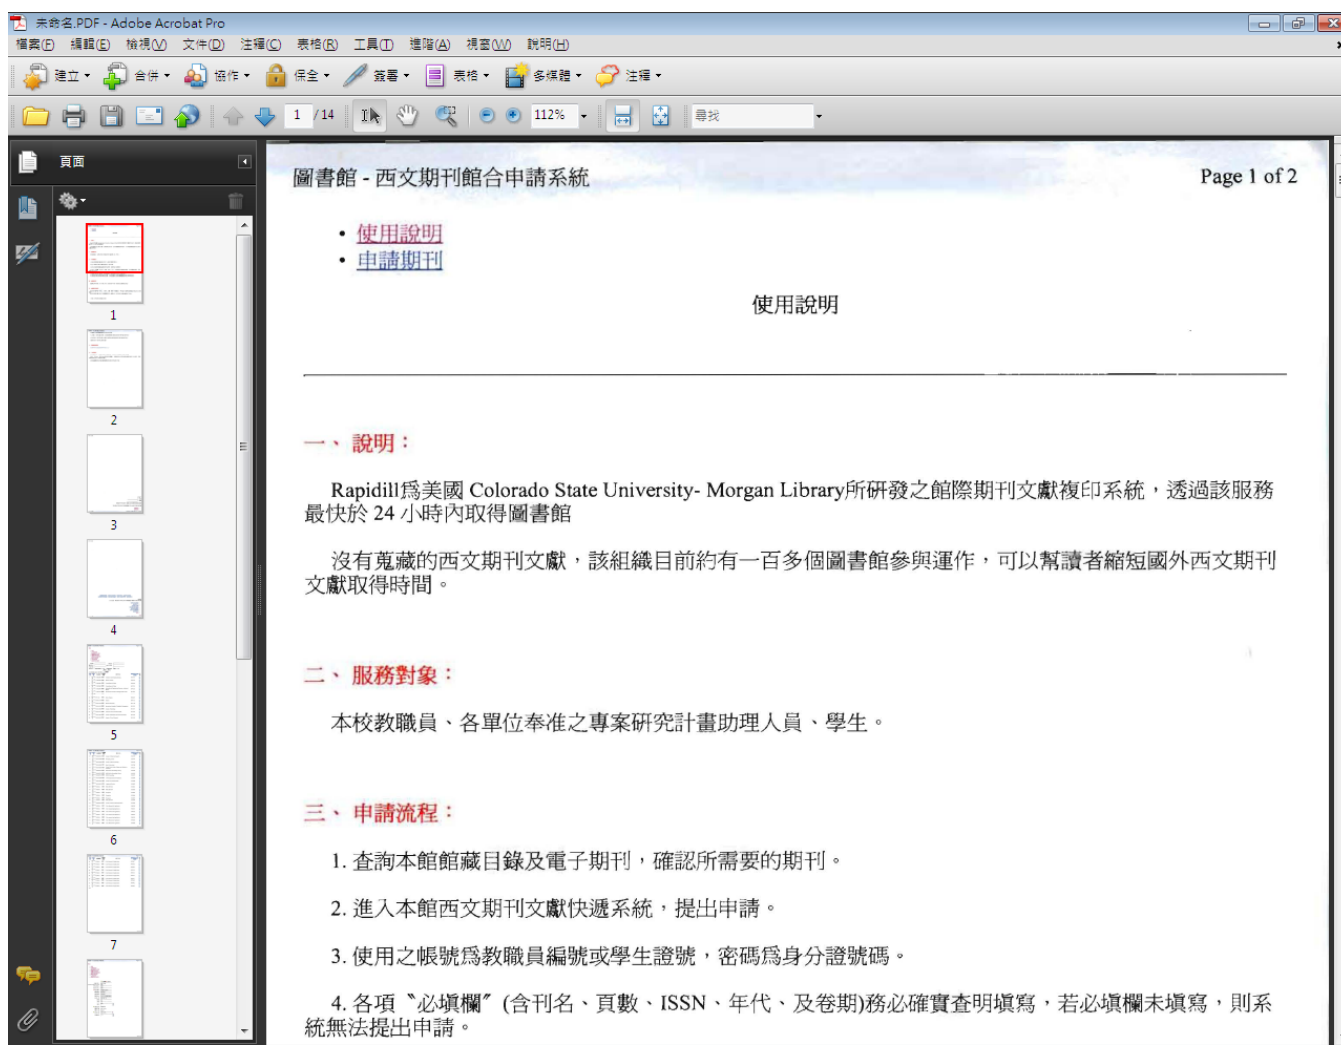 未命名.PDF - Adobe Acrobat Pro
檔案(F) 編輯(E) 檢視(V) 文件(D) 注釋(C) 表格(R) 工具(T) 進階(A) 視窗(W) 說明(H)
建立 合併 協作 保全 簽署 表格 多媒體 注釋
1 / 14 112% 尋找
頁面
1
2
3
4
5
6
7
圖書館 - 西文期刊館合申請系統 Page 1 of 2
• 使用說明
• 申請期刊
使用說明
一、 說明：
Rapidill爲美國 Colorado State University- Morgan Library所研發之館際期刊文獻複印系統，透過該服務
最快於 24 小時內取得圖書館
沒有蒐藏的西文期刊文獻，該組織目前約有一百多個圖書館參與運作，可以幫讀者縮短國外西文期刊
文獻取得時間。
二、 服務對象：
本校教職員、各單位奉准之專案研究計畫助理人員、學生。
三、 申請流程：
1. 查詢本館館藏目錄及電子期刊，確認所需要的期刊。
2. 進入本館西文期刊文獻快遞系統，提出申請。
3. 使用之帳號爲教職員編號或學生證號，密碼爲身分證號碼。
4. 各項〝必填欄〞(含刊名、頁數、ISSN、年代、及卷期)務必確實查明填寫，若必填欄未填寫，則系
統無法提出申請。